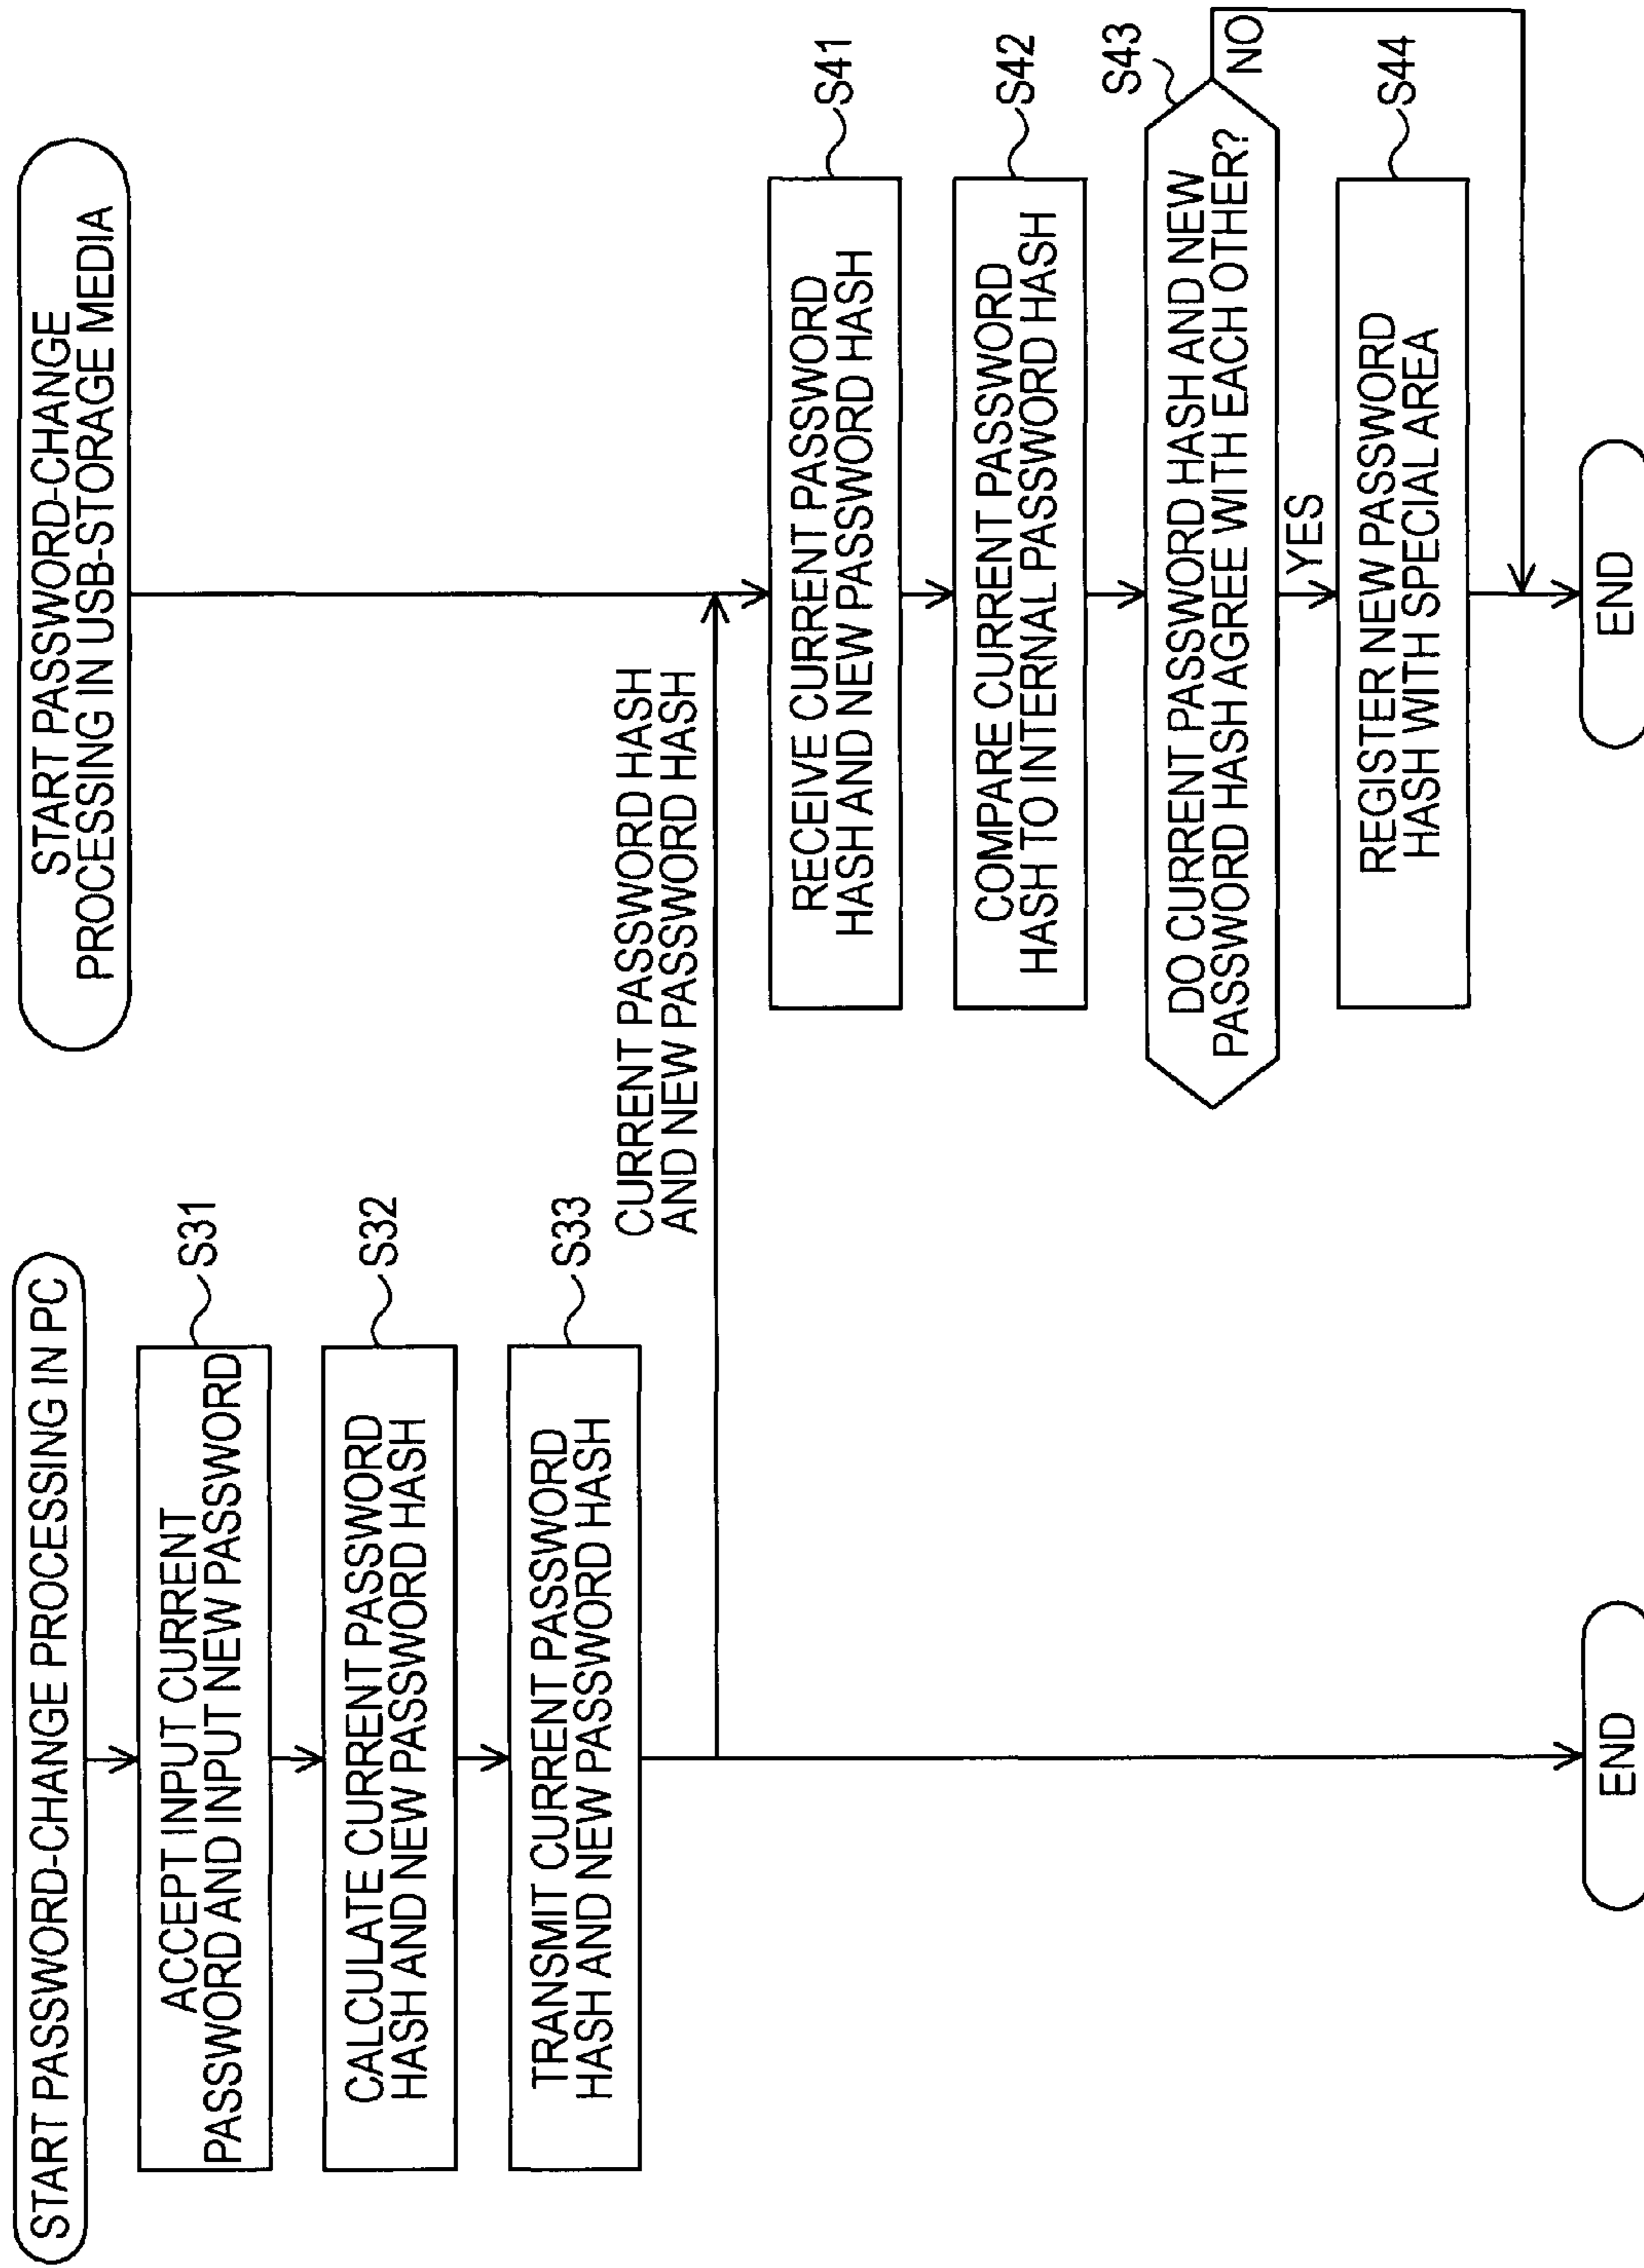 START PASSWORD-CHANGE PROCESSING IN PC
ACCEPT INPUT CURRENT
PASSWORD AND INPUT NEW PASSWORD
S31
CALCULATE CURRENT PASSWORD
HASH AND NEW PASSWORD HASH
S32
TRANSMIT CURRENT PASSWORD
HASH AND NEW PASSWORD HASH
S33
CURRENT PASSWORD HASH
AND NEW PASSWORD HASH
END
START PASSWORD-CHANGE
PROCESSING IN USB-STORAGE MEDIA
RECEIVE CURRENT PASSWORD
HASH AND NEW PASSWORD HASH
S41
COMPARE CURRENT PASSWORD
HASH TO INTERNAL PASSWORD HASH
S42
DO CURRENT PASSWORD HASH AND NEW
PASSWORD HASH AGREE WITH EACH OTHER?
S43
NO
YES
REGISTER NEW PASSWORD
HASH WITH SPECIAL AREA
S44
END